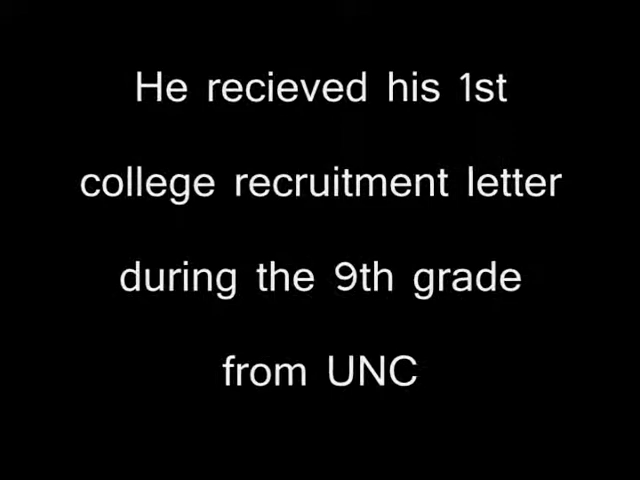 He recieved his 1st
college recruitment letter
during the 9th grade
from UNC